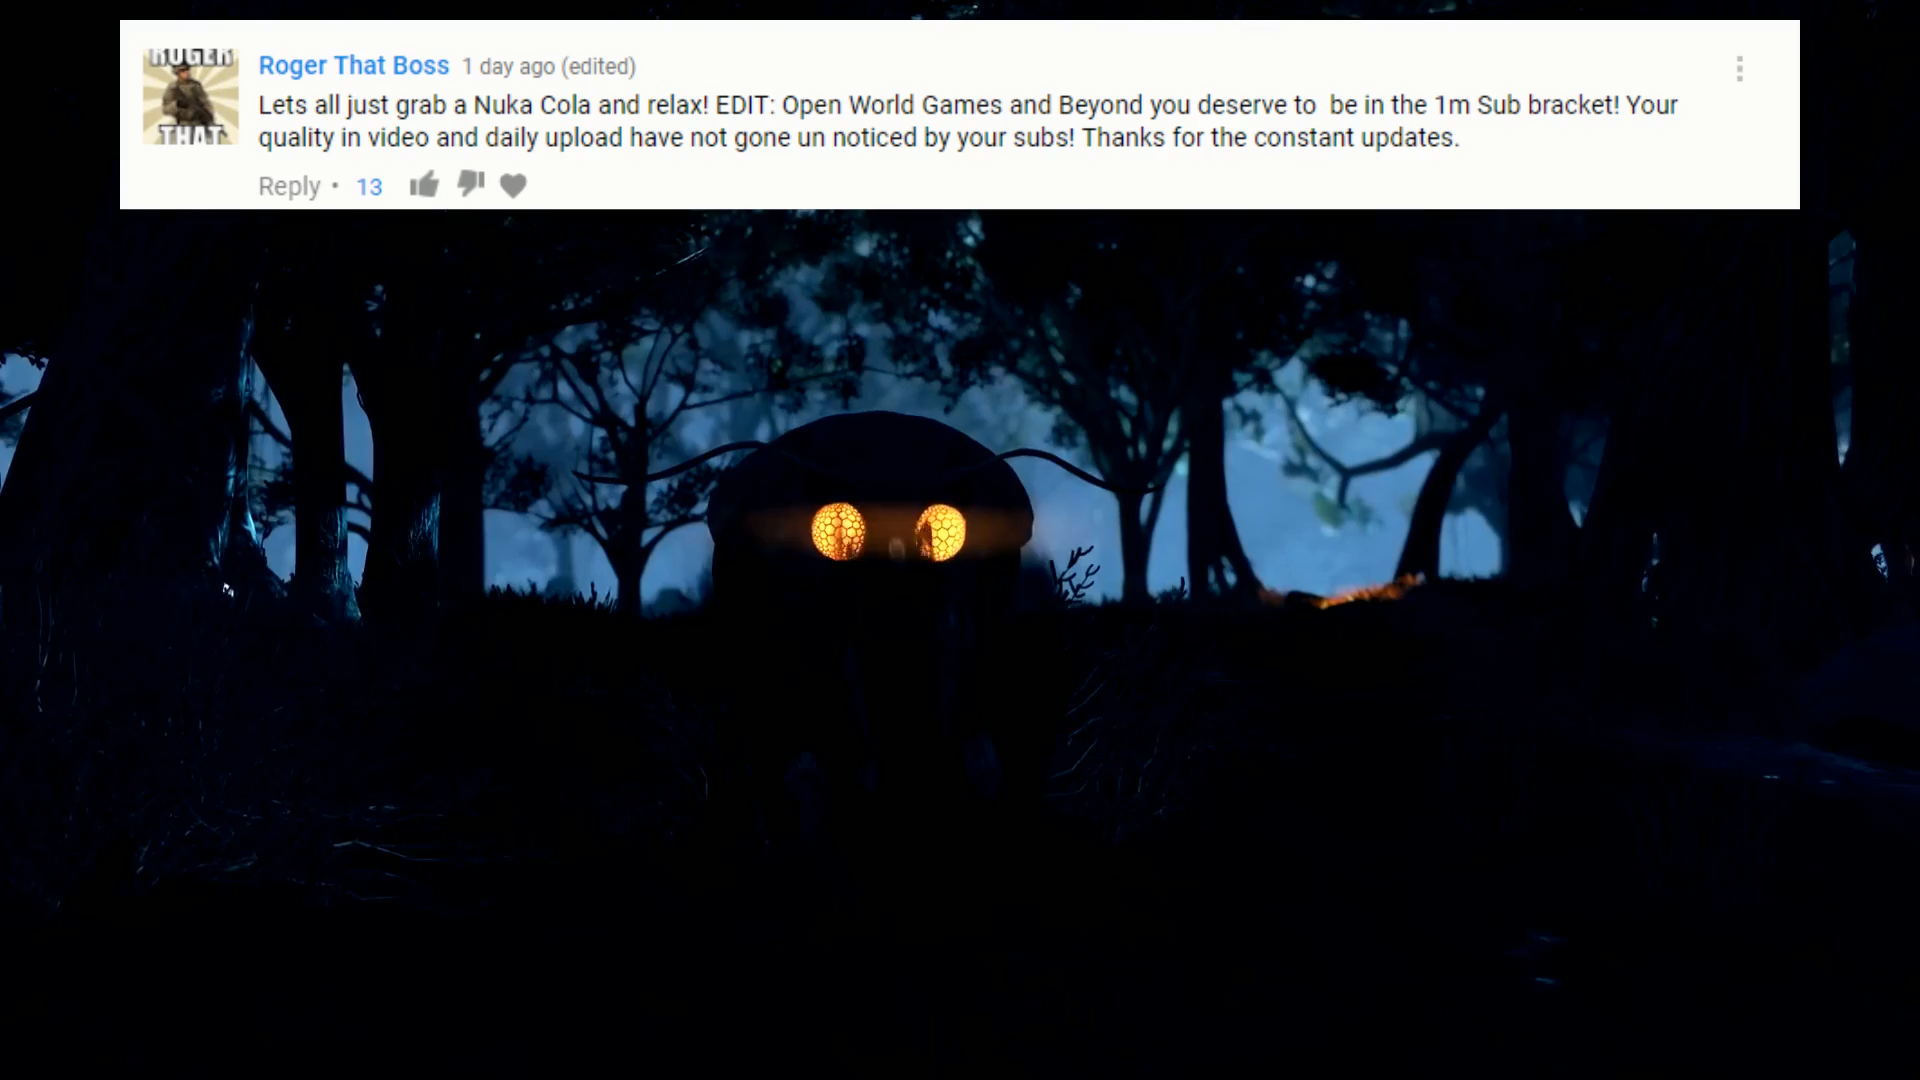 ROGER
THAT
Roger That Boss 1 day ago (edited)
Lets all just grab a Nuka Cola and relax! EDIT: Open World Games and Beyond you deserve to  be in the 1m Sub bracket! Your
quality in video and daily upload have not gone un noticed by your subs! Thanks for the constant updates.
Reply • 13